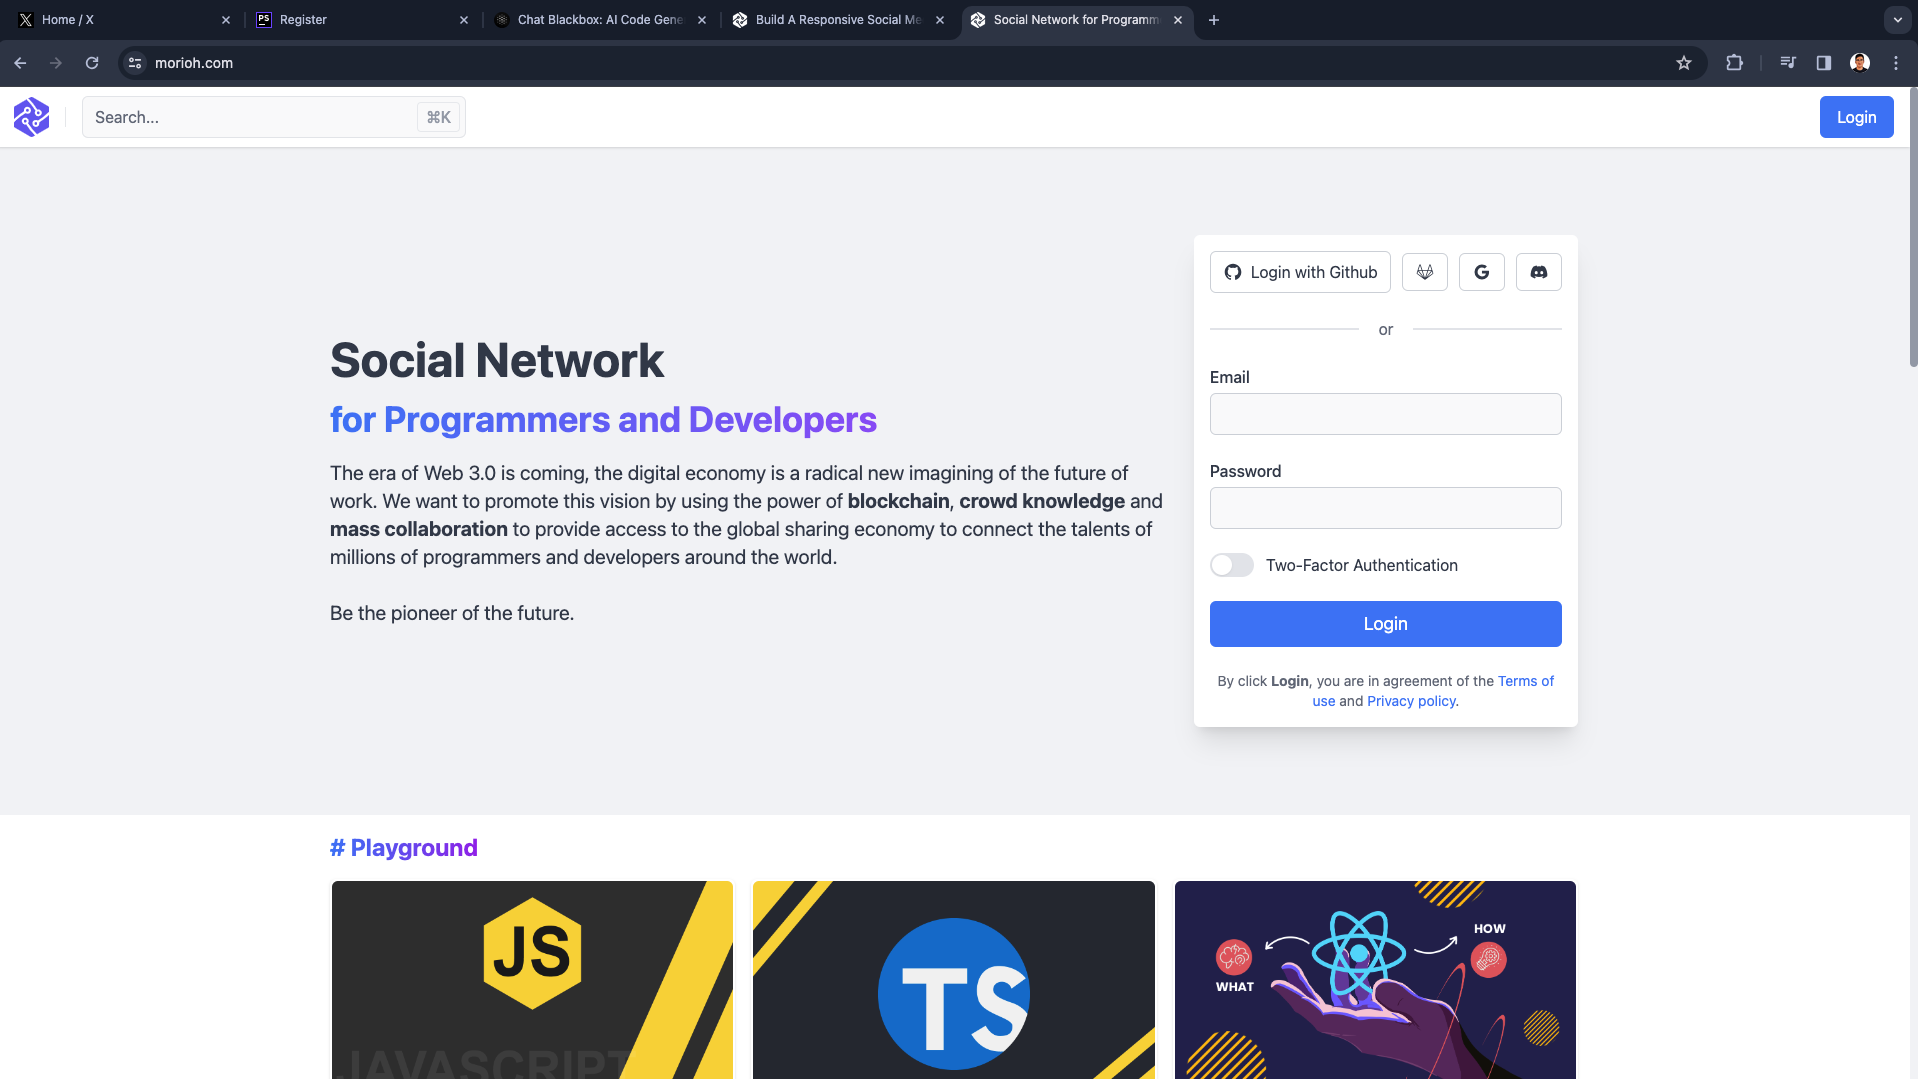 Home / X
Register
Chat Blackbox: AI Code Gene
Build A Responsive Social Me
Social Network for Programm
morioh.com
Search...
⌘K
Login
Login with Github
or
Social Network
for Programmers and Developers
The era of Web 3.0 is coming, the digital economy is a radical new imagining of the future of
work. We want to promote this vision by using the power of blockchain, crowd knowledge and
mass collaboration to provide access to the global sharing economy to connect the talents of
millions of programmers and developers around the world.
Be the pioneer of the future.
Email
Password
Two-Factor Authentication
Login
By click Login, you are in agreement of the Terms of
use and Privacy policy.
# Playground
JS
JAVASCRIPT
TS
HOW
WHAT